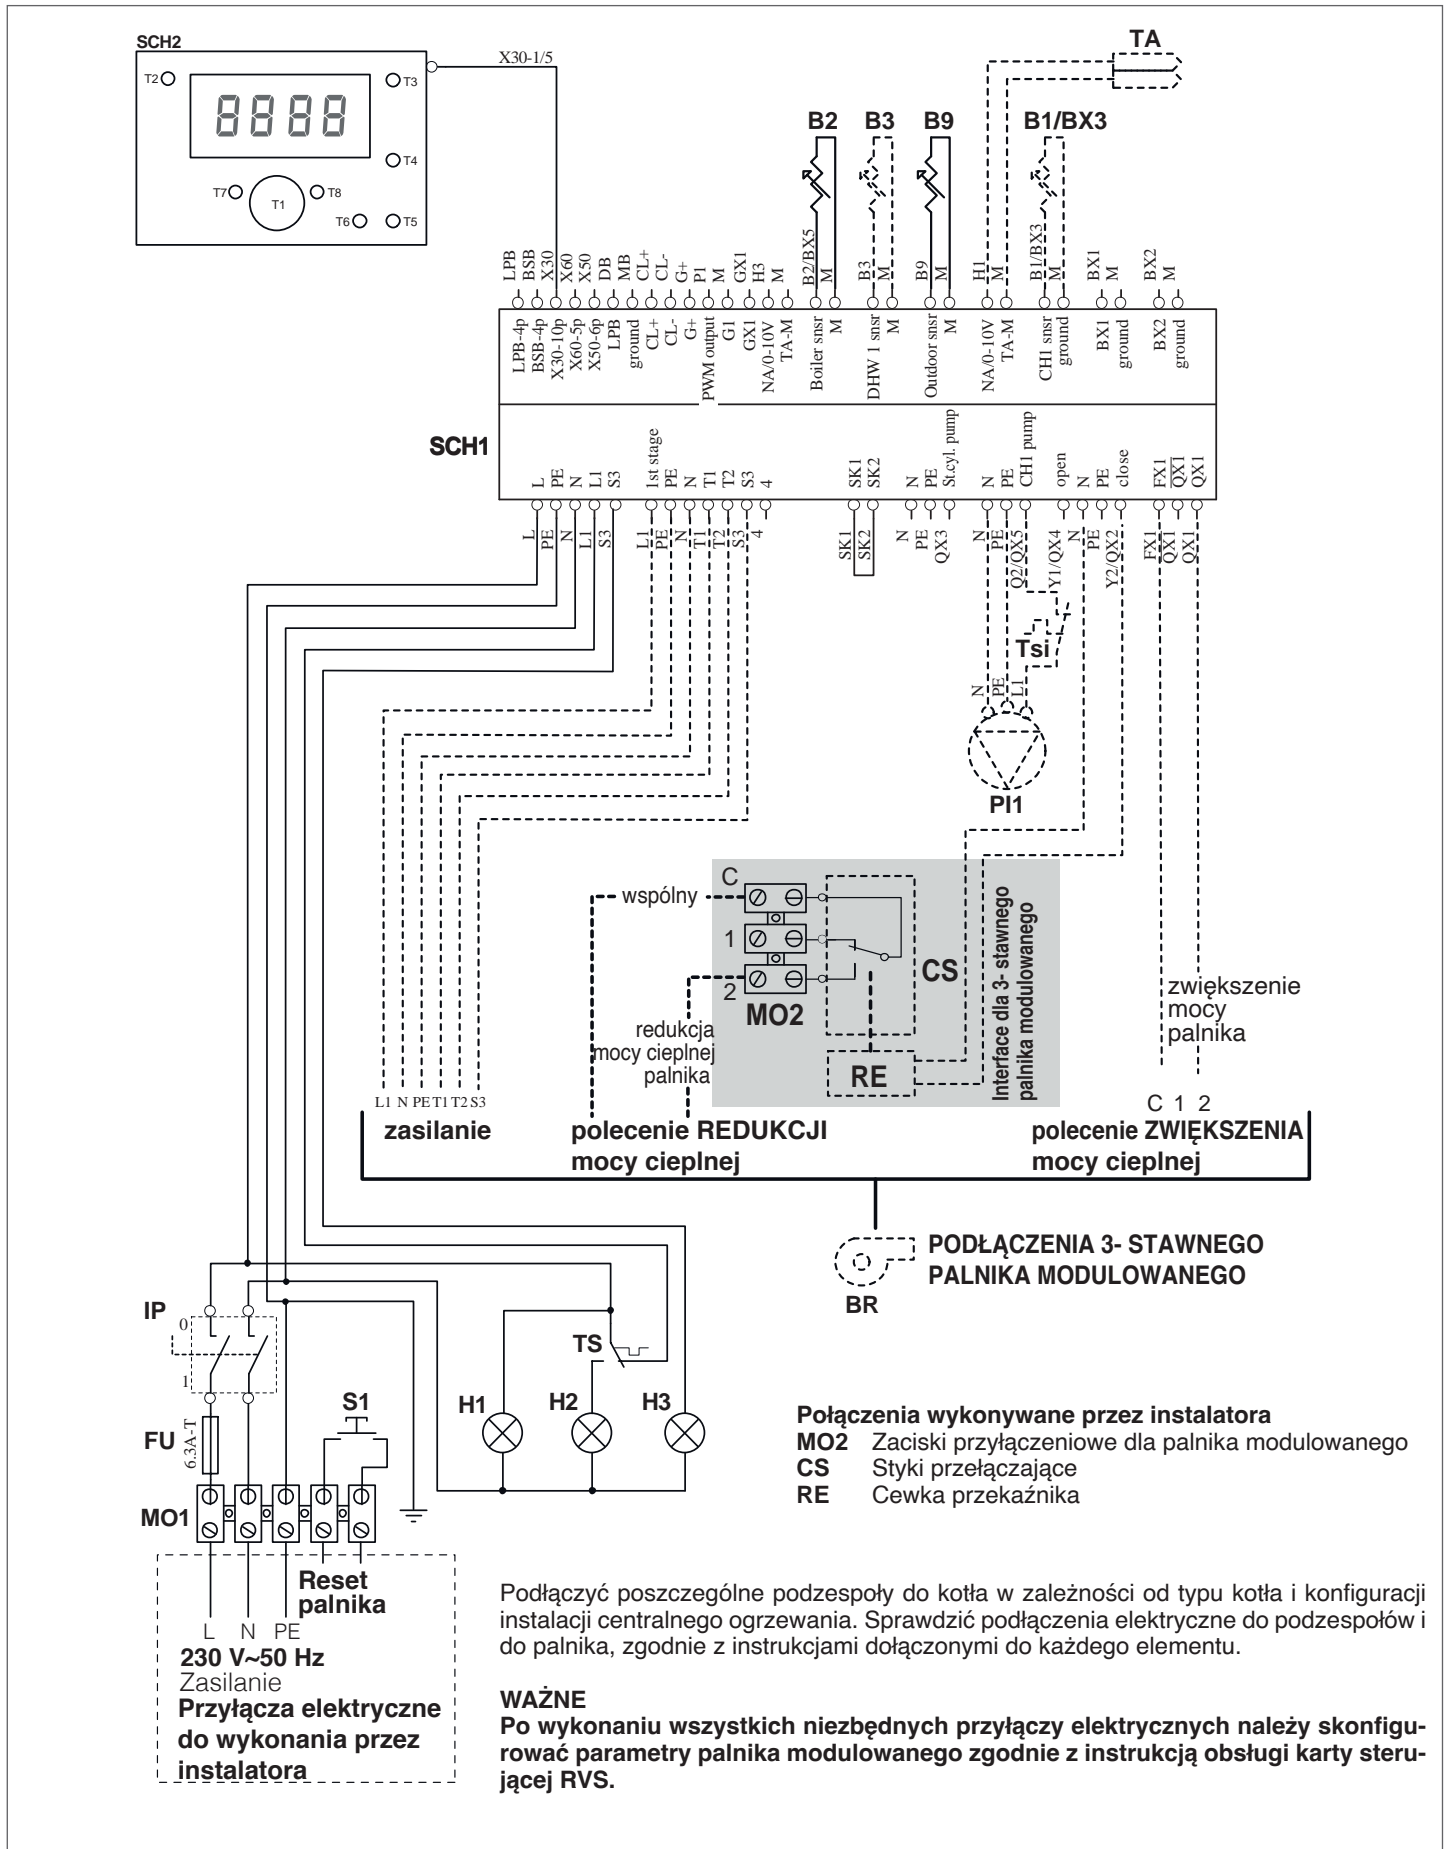 SCH2
X30-1/5
T2
T3
T4
T7
T8
T1
T6
T5
TA
B2
B3
B9
B1/BX3
LPB
BSB
X30
X60
X50
DB
MB
CL+
CL-
G+
P1
M
GX1
H3
M
B2/BX5
M
B3
M
B9
M
H1
M
B1/BX3
M
BX1
M
BX2
M
LPB-4p
BSB-4p
X30-10p
X60-5p
X50-6p
LPB
ground
CL+
CL-
G+
PWM output
G1
GX1
NA/0-10V
TA-M
Boiler snsr
M
DHW 1 snsr
M
Outdoor snsr
M
NA/0-10V
TA-M
CH1 snsr
ground
BX1
ground
BX2
ground
SCH1
L
PE
N
L1
S3
1st stage
PE
N
T1
T2
S3
4
SK1
SK2
N
PE
St.cyl. pump
N
PE
CH1 pump
open
N
PE
close
FX1
QX1
QX1
L
PE
N
L1
S3
L1
PE
N
T1
T2
S3
4
SK1
SK2
N
PE
QX3
N
PE
Q2/QX5
Y1/QX4
N
PE
Y2/QX2
FX1
QX1
QX1
Tsi
N
PE
L1
PI1
C
wspólny
1
2
MO2
CS
RE
Interface dla 3- stawnego
palnika modulowanego
redukcja
mocy cieplnej
palnika
zwiększenie
mocy
palnika
L1 N PE T1 T2 S3
C 1 2
zasilanie
polecenie REDUKCJI
mocy cieplnej
polecenie ZWIĘKSZENIA
mocy cieplnej
PODŁĄCZENIA 3- STAWNEGO
PALNIKA MODULOWANEGO
BR
IP
0
1
TS
S1
H1
H2
H3
FU
6.3A-T
MO1
Reset
palnika
L N PE
230 V~50 Hz
Zasilanie
Przyłącza elektryczne
do wykonania przez
instalatora
Połączenia wykonywane przez instalatora
MO2 Zaciski przyłączeniowe dla palnika modulowanego
CS Styki przełączające
RE Cewka przekaźnika
Podłączyć poszczególne podzespoły do kotła w zależności od typu kotła i konfiguracji
instalacji centralnego ogrzewania. Sprawdzić podłączenia elektryczne do podzespołów i
do palnika, zgodnie z instrukcjami dołączonymi do każdego elementu.
WAŻNE
Po wykonaniu wszystkich niezbędnych przyłączy elektrycznych należy skonfigu-
rować parametry palnika modulowanego zgodnie z instrukcją obsługi karty steru-
jącej RVS.